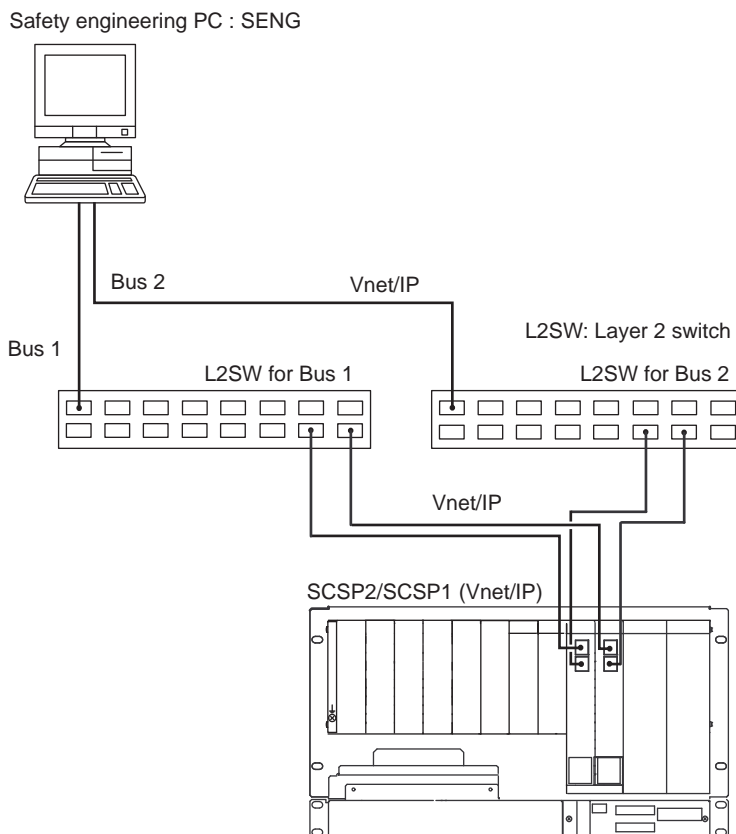 Safety engineering PC : SENG
Bus 2
Vnet/IP
L2SW: Layer 2 switch
Bus 1
L2SW for Bus 1
L2SW for Bus 2
Vnet/IP
SCSP2/SCSP1 (Vnet/IP)